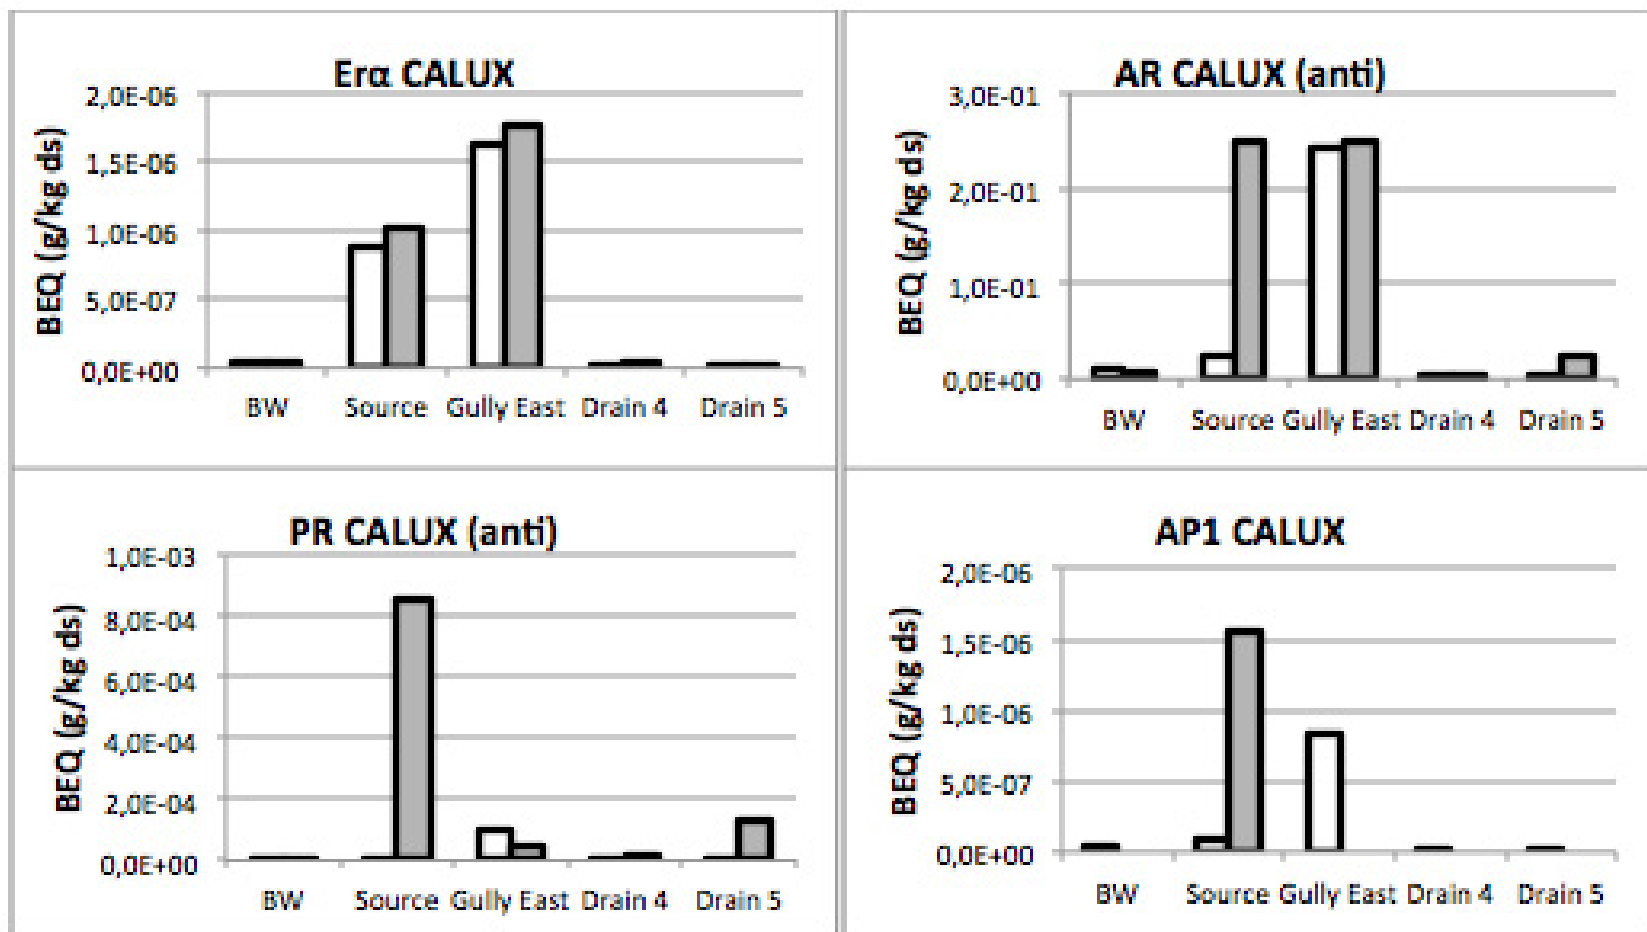 Erα CALUX
BEQ (g/kg ds)
2,0E-06
1,5E-06
1,0E-06
5,0E-07
0,0E+00
BW Source Gully East Drain 4 Drain 5
AR CALUX (anti)
BEQ (g/kg ds)
3,0E-01
2,0E-01
1,0E-01
0,0E+00
BW Source Gully East Drain 4 Drain 5
PR CALUX (anti)
BEQ (g/kg ds)
1,0E-03
8,0E-04
6,0E-04
4,0E-04
2,0E-04
0,0E+00
BW Source Gully East Drain 4 Drain 5
AP1 CALUX
BEQ (g/kg ds)
2,0E-06
1,5E-06
1,0E-06
5,0E-07
0,0E+00
BW Source Gully East Drain 4 Drain 5